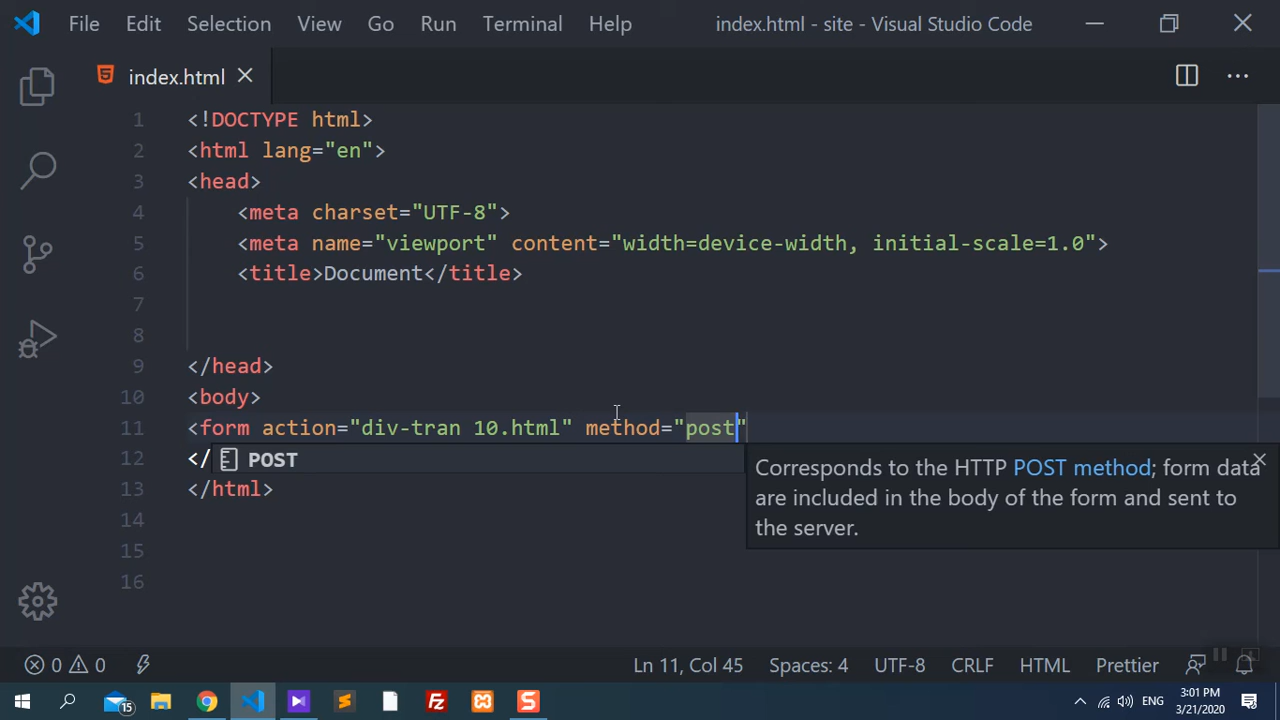 File Edit Selection View Go Run Terminal Help index.html - site - Visual Studio Code
index.html
1 <!DOCTYPE html>
2 <html lang="en">
3 <head>
4 <meta charset="UTF-8">
5 <meta name="viewport" content="width=device-width, initial-scale=1.0">
6 <title>Document</title>
7
8
9 </head>
10 <body>
11 <form action="div-tran 10.html" method="post"
12 </ POST
13 </html>
14
15
16
Corresponds to the HTTP POST method; form data
are included in the body of the form and sent to
the server.
0 0 Ln 11, Col 45 Spaces: 4 UTF-8 CRLF HTML Prettier
15 ENG 3:01 PM
3/21/2020